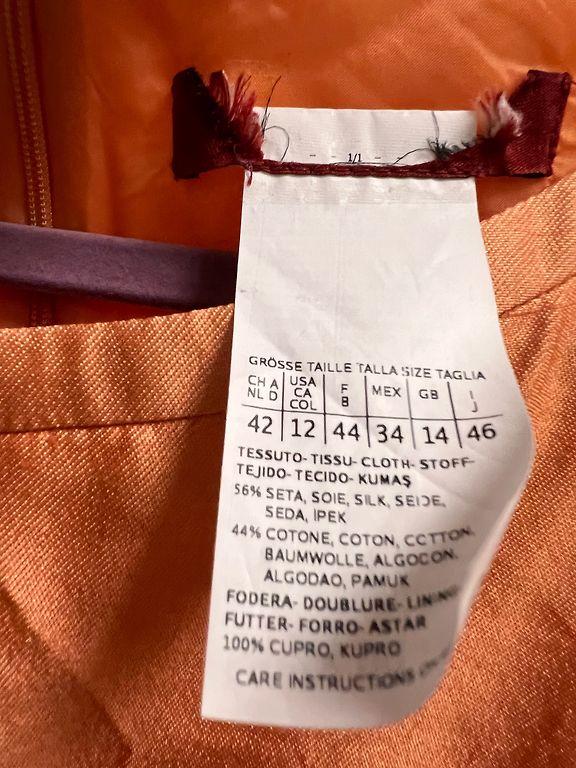 1/1
GRÖSSE TAILLE TALLA SIZE TAGLIA
CH A NL D USA CA COL F B MEX GB I J
42 12 44 34 14 46
TESSUTO- TISSU- CLOTH- STOFF-
TEJIDO- TECIDO- KUMAŞ
56% SETA, SOIE, SILK, SEIDE,
SEDA, IPEK
44% COTONE, COTON, COTTON,
BAUMWOLLE, ALGOCON,
ALGODAO, PAMUK
FODERA- DOUBLURE- LINING-
FUTTER- FORRO- ASTAR
100% CUPRO, KUPRO
CARE INSTRUCTIONS